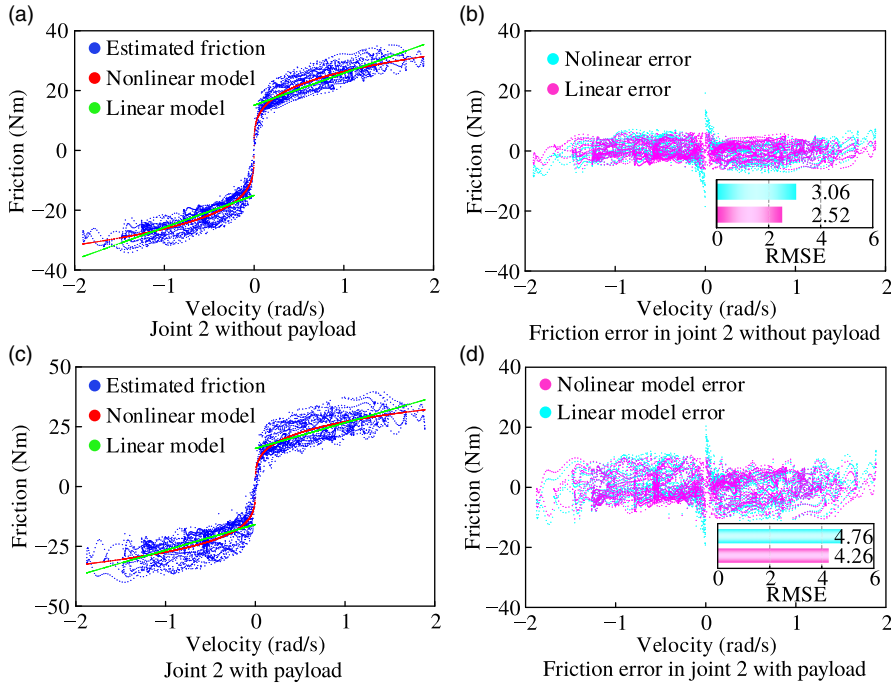 (a)
40
20
0
−20
−40
Friction (Nm)
Estimated friction
Nonlinear model
Linear model
−2
−1
0
1
2
Velocity (rad/s)
Joint 2 without payload
(b)
40
20
0
−20
−40
Friction (Nm)
Nolinear error
Linear error
3.06
2.52
0
2
4
6
RMSE
−2
−1
0
1
2
Velocity (rad/s)
Friction error in joint 2 without payload
(c)
50
25
0
−25
−50
Friction (Nm)
Estimated friction
Nonlinear model
Linear model
−2
−1
0
1
2
Velocity (rad/s)
Joint 2 with payload
(d)
40
20
0
−20
−40
Friction (Nm)
Nolinear model error
Linear model error
4.76
4.26
0
2
4
6
RMSE
−2
−1
0
1
2
Velocity (rad/s)
Friction error in joint 2 with payload